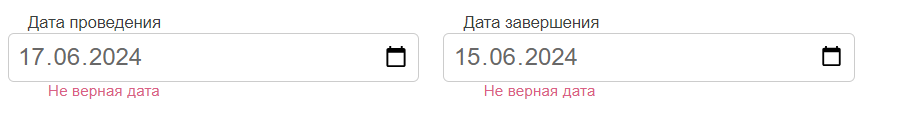 Дата проведения
Дата завершения
17.06.2024
15.06.2024
Не верная дата
Не верная дата